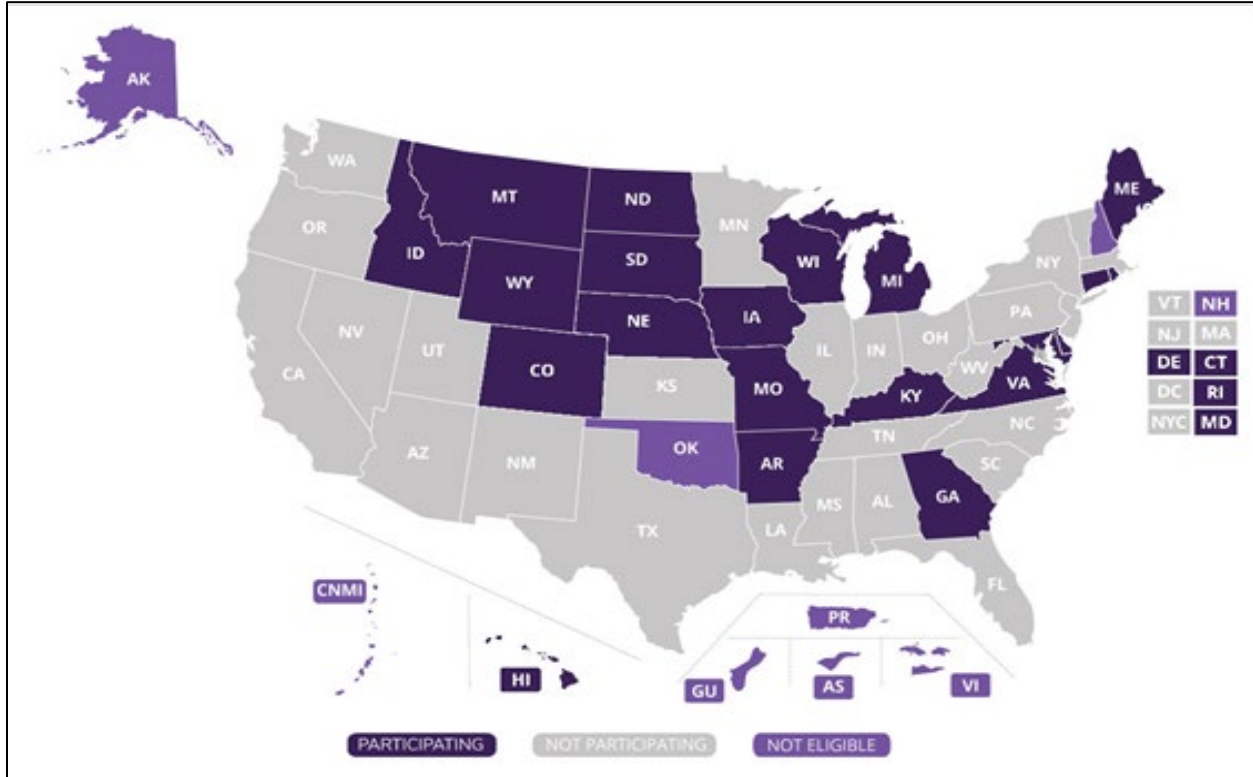 AK
WA
MT
ND
MN
ME
OR
ID
SD
WI
MI
NY
WY
NE
IA
PA
VT NH
NJ MA
DE CT
DC RI
NYC MD
NV
UT
CO
IL
IN
OH
WV
VA
CA
KS
MO
KY
AZ
NM
OK
AR
TN
NC
SC
MS
AL
GA
TX
LA
FL
CNMI
HI
PR
GU
AS
VI
PARTICIPATING NOT PARTICIPATING NOT ELIGIBLE